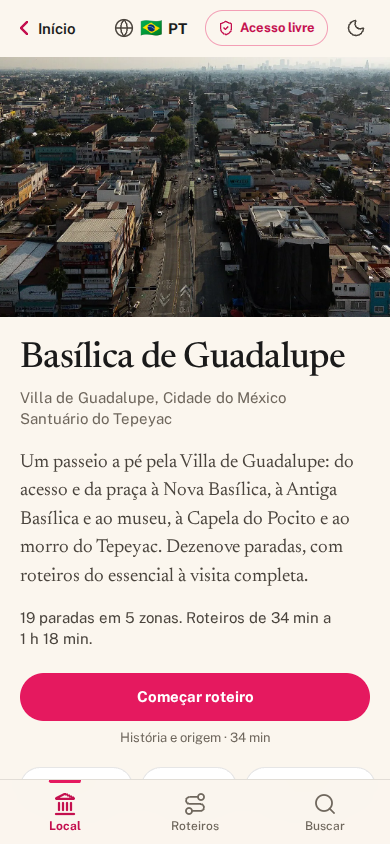 Início
PT
Acesso livre
Basílica de Guadalupe
Villa de Guadalupe, Cidade do México
Santuário do Tepeyac
Um passeio a pé pela Villa de Guadalupe: do
acesso e da praça à Nova Basílica, à Antiga
Basílica e ao museu, à Capela do Pocito e ao
morro do Tepeyac. Dezenove paradas, com
roteiros do essencial à visita completa.
19 paradas em 5 zonas. Roteiros de 34 min a
1 h 18 min.
Começar roteiro
História e origem · 34 min
Local
Roteiros
Buscar